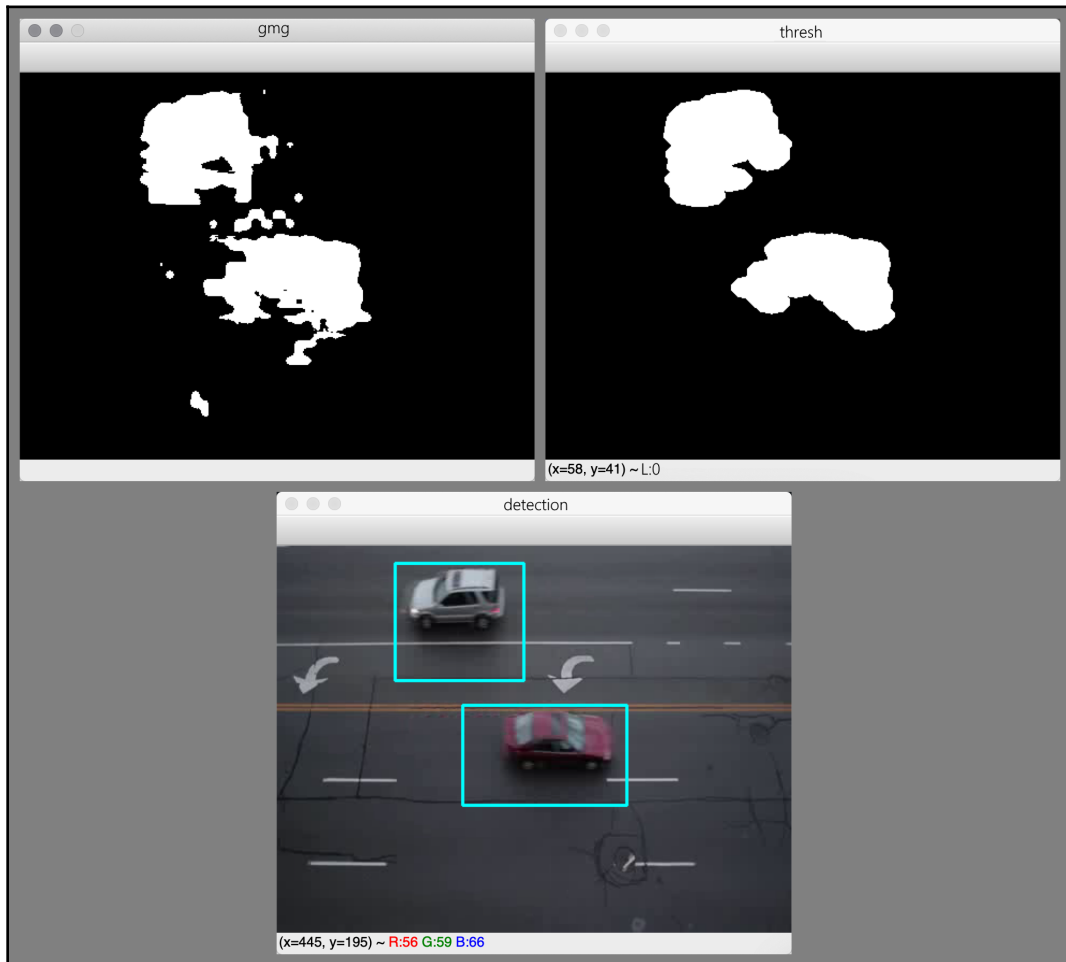 gmg
thresh
(x=58, y=41) ~ L:0
detection
(x=445, y=195) ~ R:56 G:59 B:66